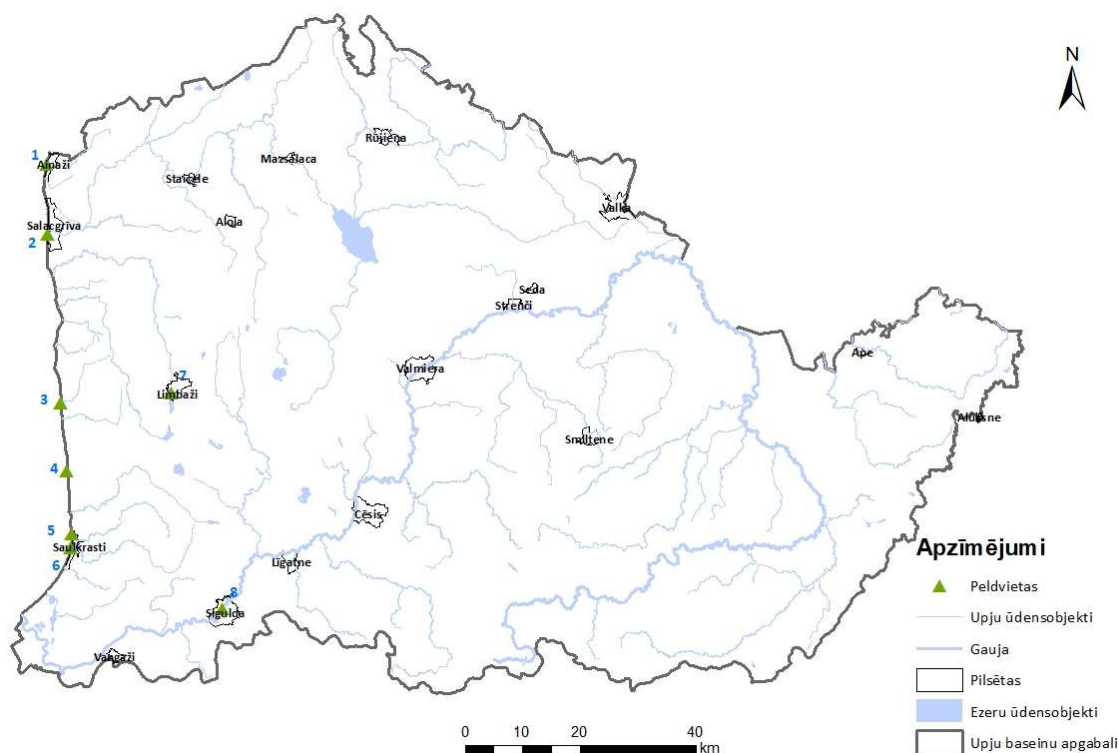 N
Rūjiena
1
Ainaži
Mazsalaca
Staicele
Valka
Aloja
Salacgrīva
2
Seda
Strenči
Ape
Valmiera
7
Limbaži
3
Alūksne
Smiltene
4
Cēsis
5
Saulkrasti
6
Līgatne
8
Sigulda
Vangaži
Apzīmējumi
Peldvietas
Upju ūdensobjekti
Gauja
Pilsētas
Ezeru ūdensobjekti
Upju baseinu apgabali
0 10 20 40
km